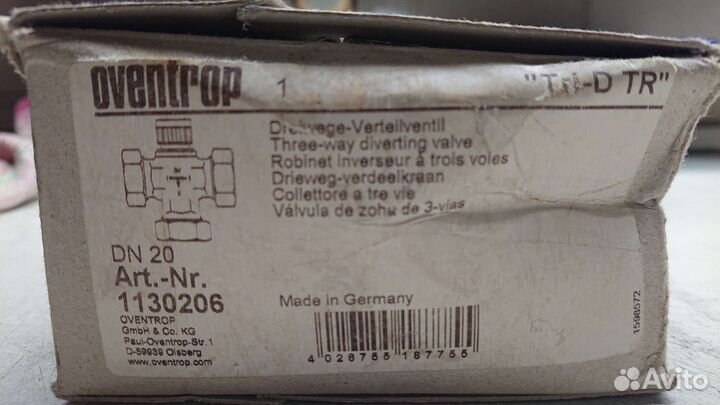 oventrop 1 "Tri-D TR"
Dreiwege-Verteilventil
Three-way diverting valve
Robinet inverseur à trois voies
Drieweg-verdeelkraan
Collettore a tre vie
Válvula de zona de 3-vias
DN 20
Art.-Nr.
1130206
OVENTROP
GmbH & Co. KG
Paul-Oventrop-Str.1
D-59939 Olsberg
www.oventrop.com
Made in Germany
4 026755 187755
1598572
Avito